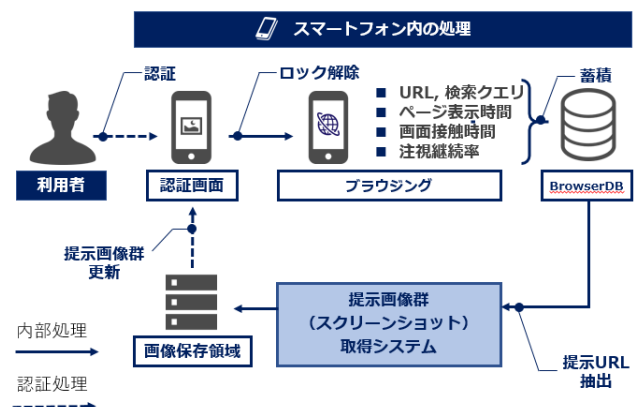 スマートフォン内の処理
認証
ロック解除
蓄積
■ URL, 検索クエリ
■ ページ表示時間
■ 画面接触時間
■ 注視継続率
利用者
認証画面
ブラウジング
BrowserDB
提示画像群
更新
提示画像群
(スクリーンショット)
取得システム
画像保存領域
提示URL
抽出
内部処理
認証処理